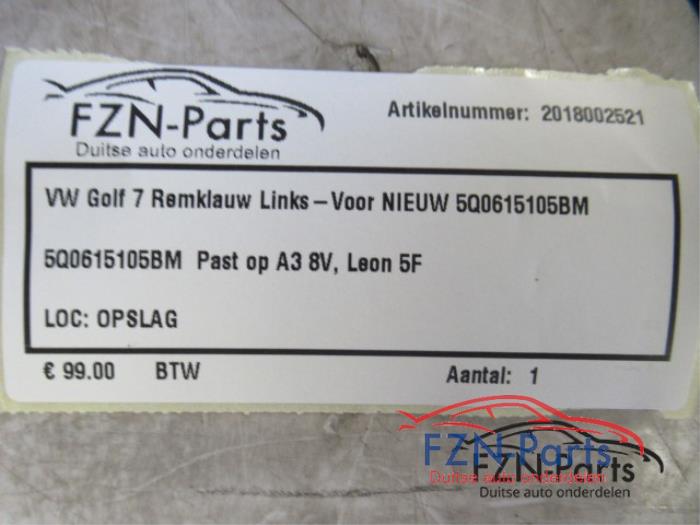 FZN-Parts
Duitse auto onderdelen
Artikelnummer: 2018002521
VW Golf 7 Remklauw Links-Voor NIEUW 5Q0615105BM
5Q0615105BM Past op A3 8V, Leon 5F
LOC: OPSLAG
€ 99.00 BTW Aantal: 1
FZN-Parts
Duitse auto onderdelen
FZN-Parts
Duitse auto onderdelen